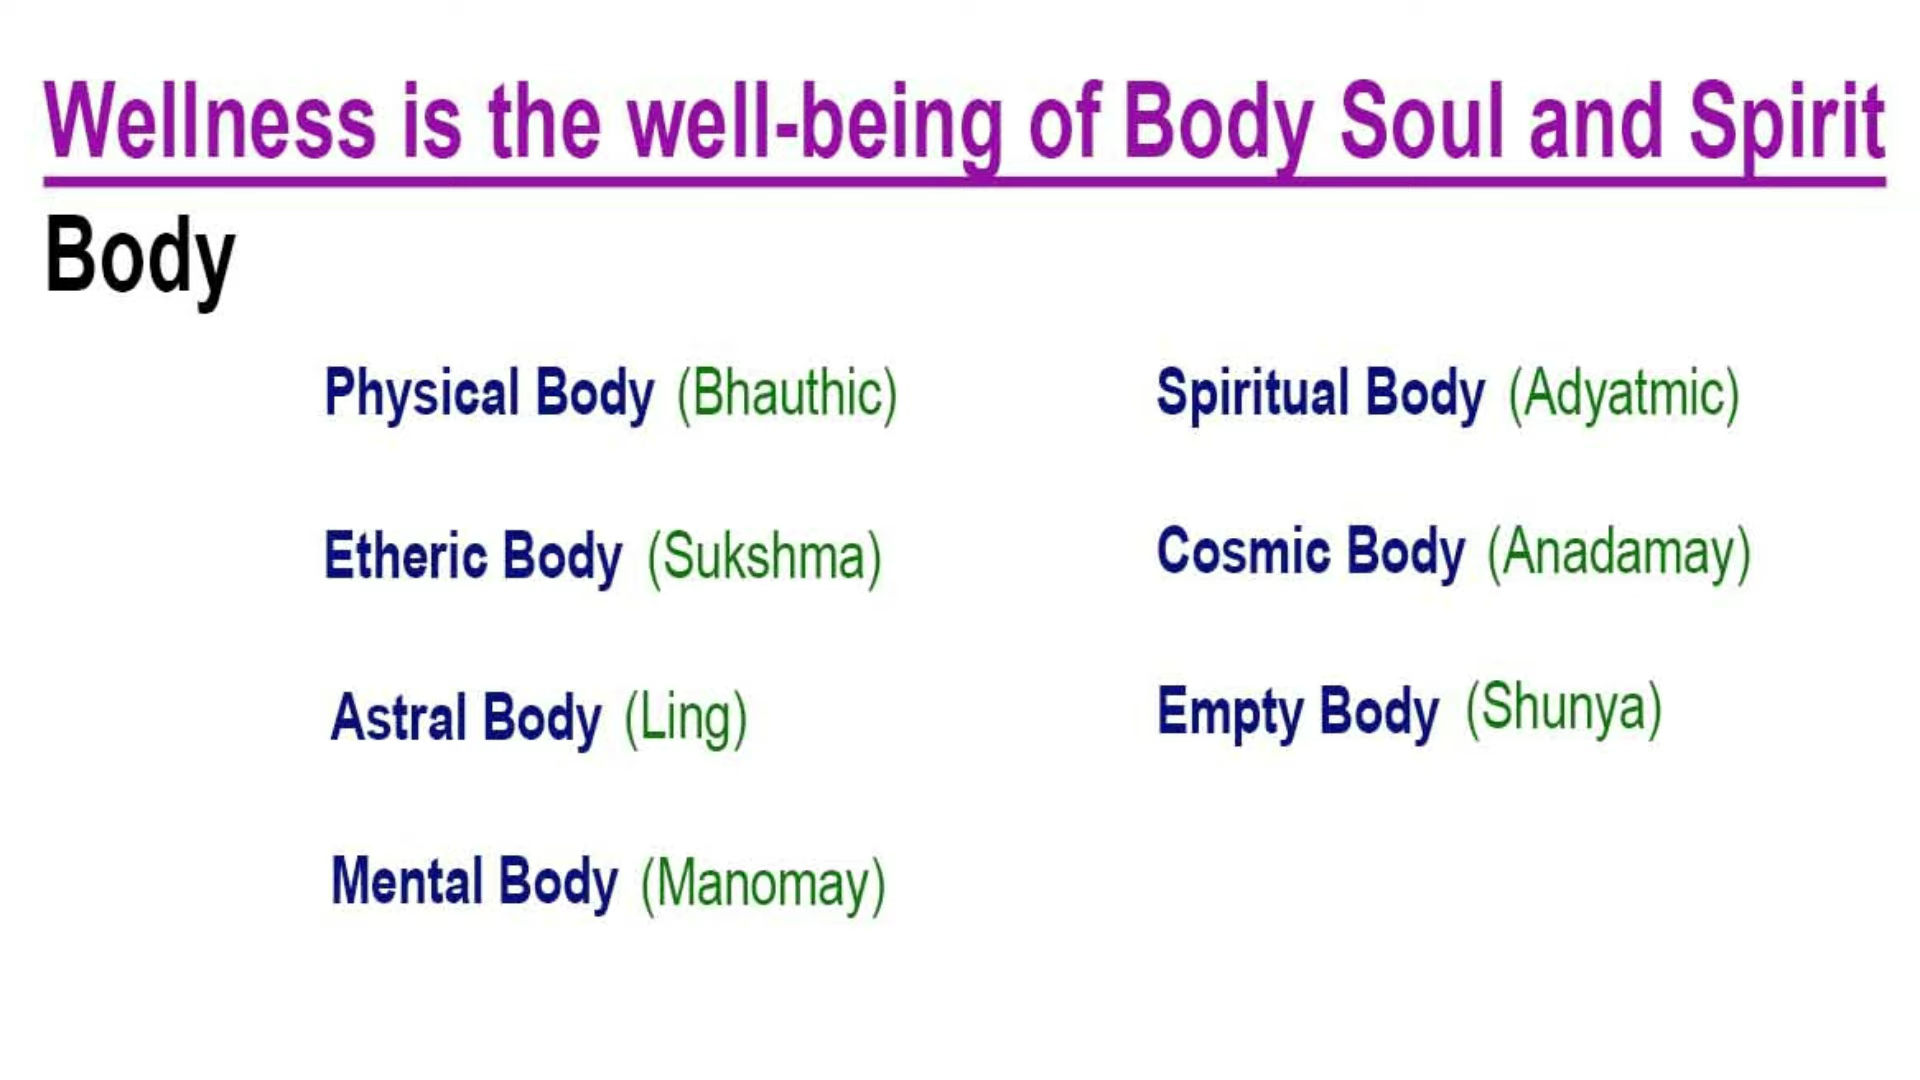 Wellness is the well-being of Body Soul and Spirit
Body
Physical Body (Bhauthic)
Etheric Body (Sukshma)
Astral Body (Ling)
Mental Body (Manomay)
Spiritual Body (Adyatmic)
Cosmic Body (Anadamay)
Empty Body (Shunya)